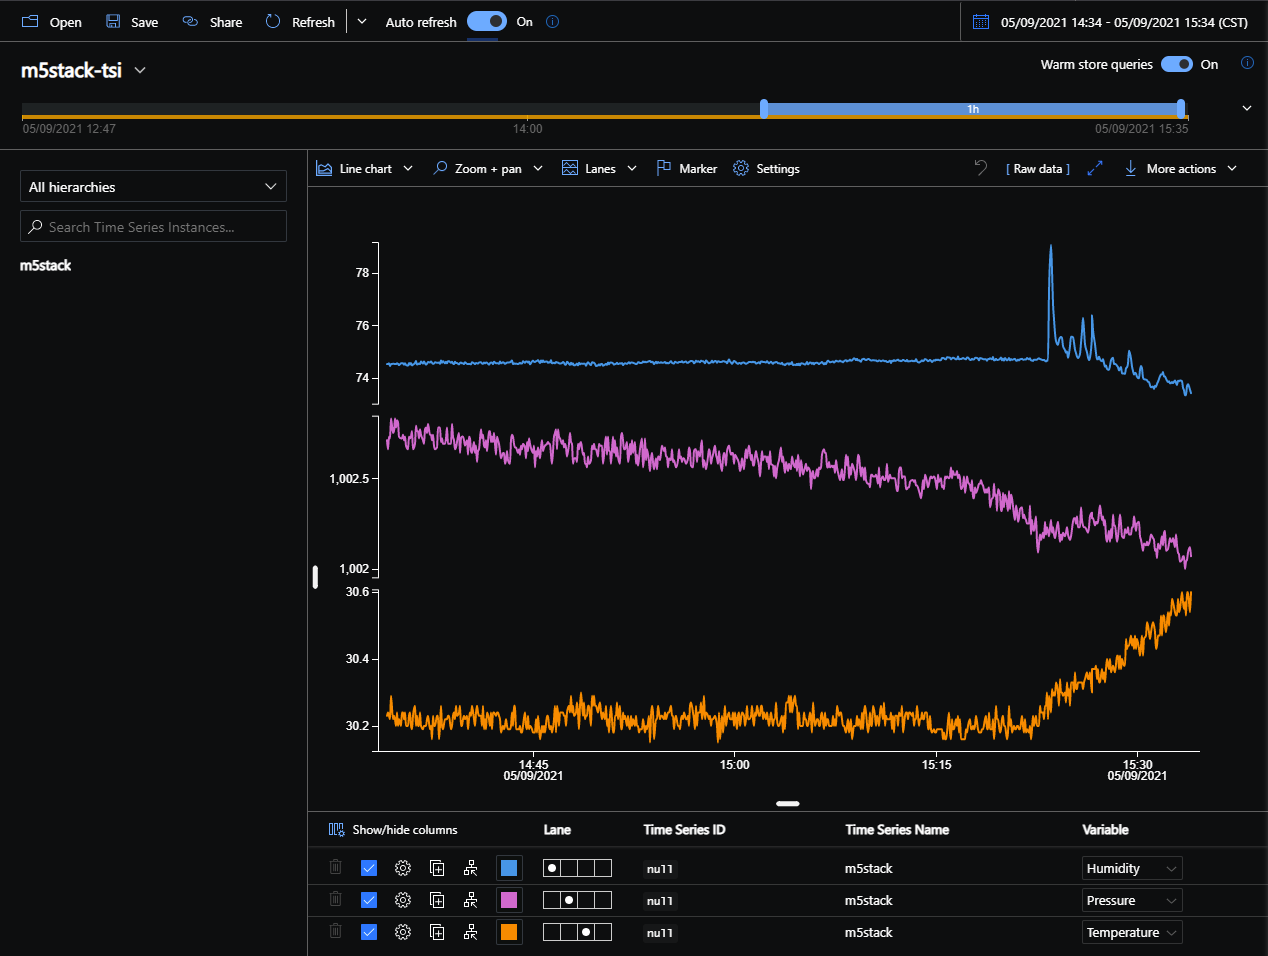 Open Save Share Refresh Auto refresh On 05/09/2021 14:34 - 05/09/2021 15:34 (CST)
m5stack-tsi Warm store queries On
1h
05/09/2021 12:47 14:00 05/09/2021 15:35
Line chart Zoom + pan Lanes Marker Settings [ Raw data ] More actions
All hierarchies
Search Time Series Instances...
m5stack
78
76
74
1,002.5
1,002
30.6
30.4
30.2
14:45 15:00 15:15 15:30
05/09/2021 05/09/2021
Show/hide columns Lane Time Series ID Time Series Name Variable
null m5stack Humidity
null m5stack Pressure
null m5stack Temperature